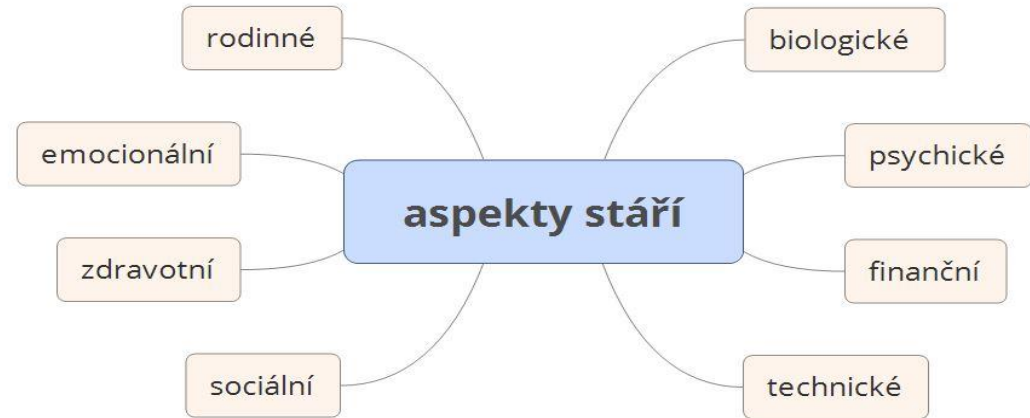 rodinné
biologické
emocionální
psychické
aspekty stáří
zdravotní
finanční
sociální
technické